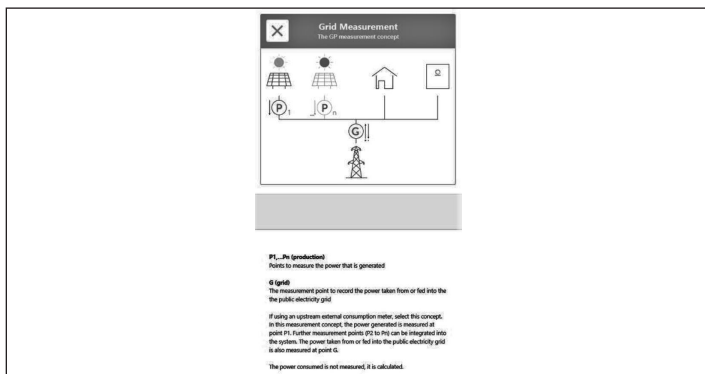 Grid Measurement
The GP measurement concept
P 1
P n
G
P1,...Pn (production)
Points to measure the power that is generated
G (grid)
The measurement point to record the power taken from or fed into the
the public electricity grid
If using an upstream external consumption meter, select this concept.
In this measurement concept, the power generated is measured at
point P1. Further measurement points (P2 to Pn) can be integrated into
the system. The power taken from or fed into the public electricity grid
is also measured at point G.
The power consumed is not measured, it is calculated.